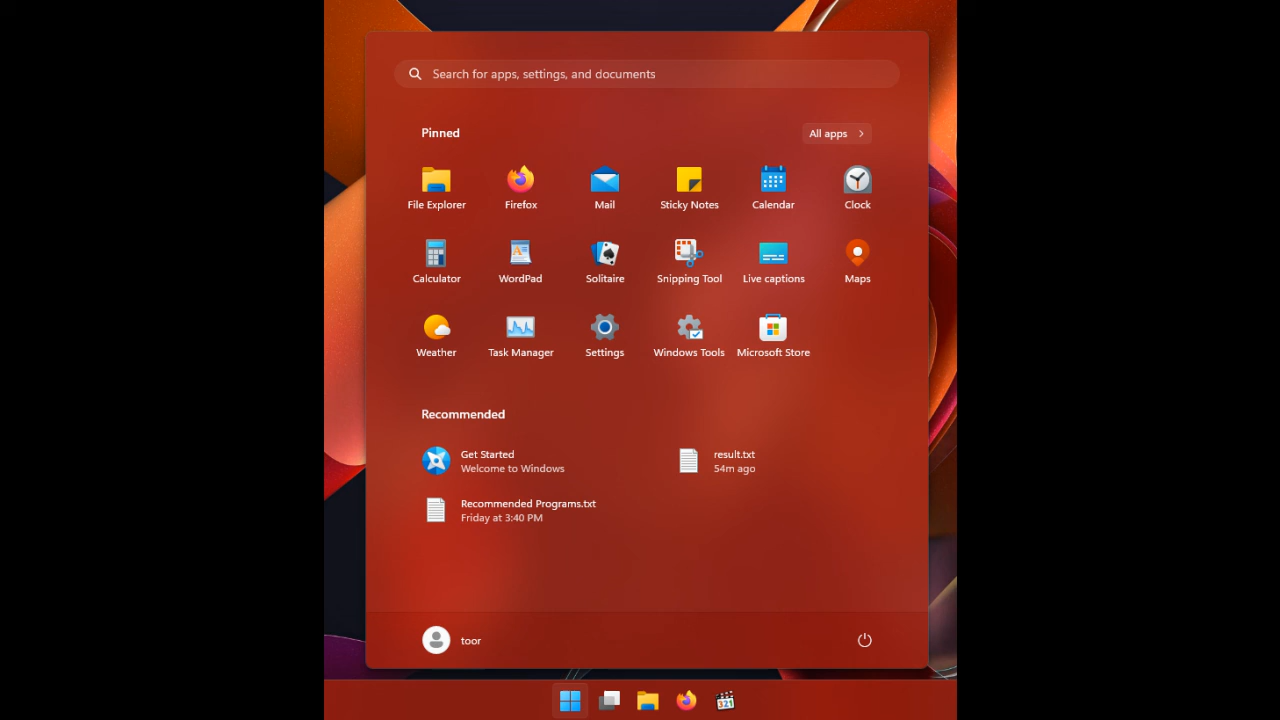 Search for apps, settings, and documents
Pinned
All apps
File Explorer
Firefox
Mail
Sticky Notes
Calendar
Clock
Calculator
WordPad
Solitaire
Snipping Tool
Live captions
Maps
Weather
Task Manager
Settings
Windows Tools
Microsoft Store
Recommended
Get Started
Welcome to Windows
result.txt
54m ago
Recommended Programs.txt
Friday at 3:40 PM
toor
321